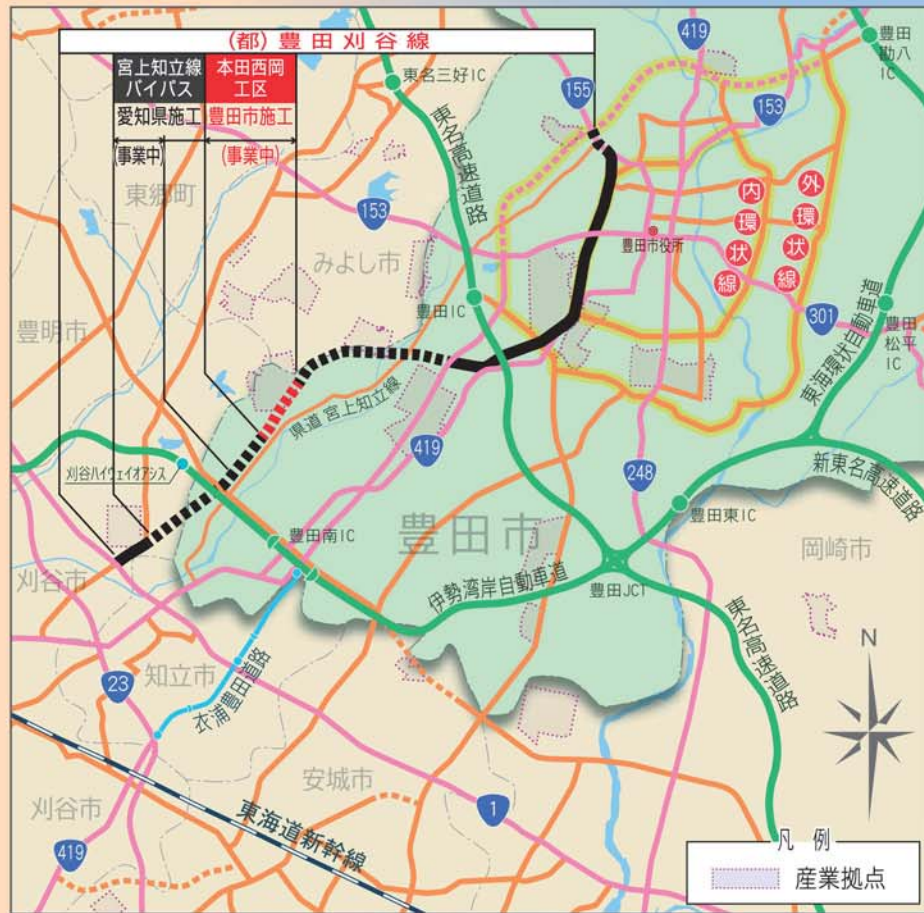 (都)豊田刈谷線
宮上知立線
バイパス
本田西岡
工区
愛知県施工
豊田市施工
(事業中)
(事業中)
東名三好IC
419
豊田
勘八
IC
155
153
東名高速道路
東郷町
153
みよし市
内環状線
外環状線
豊田市役所
豊田IC
301
豊田
松平
IC
豊明市
東海環状自動車道
県道 宮上知立線
419
248
新東名高速道路
刈谷ハイウェイオアシス
豊田南IC
豊田市
豊田東IC
岡崎市
刈谷市
伊勢湾岸自動車道
豊田JCT
東名高速道路
N
23
知立市
衣浦豊田道路
安城市
刈谷市
東海道新幹線
1
419
凡例
産業拠点